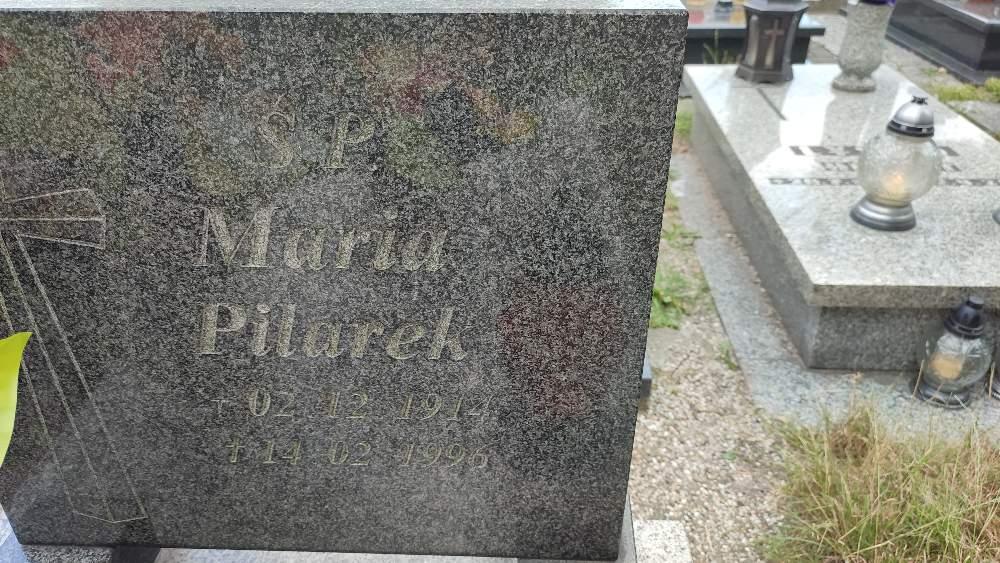 Ś. P.
Maria
Pilarek
02 12 1914
† 14 02 1996